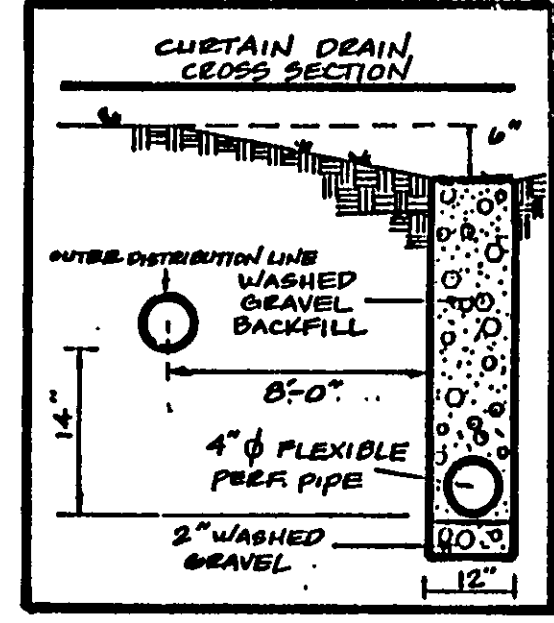 CURTAIN DRAIN
CROSS SECTION
6"
OUTER DISTRIBUTION LINE
WASHED
GRAVEL
BACKFILL
8'-0"
14"
4" ϕ FLEXIBLE
PERF. PIPE
2" WASHED
GRAVEL
12"